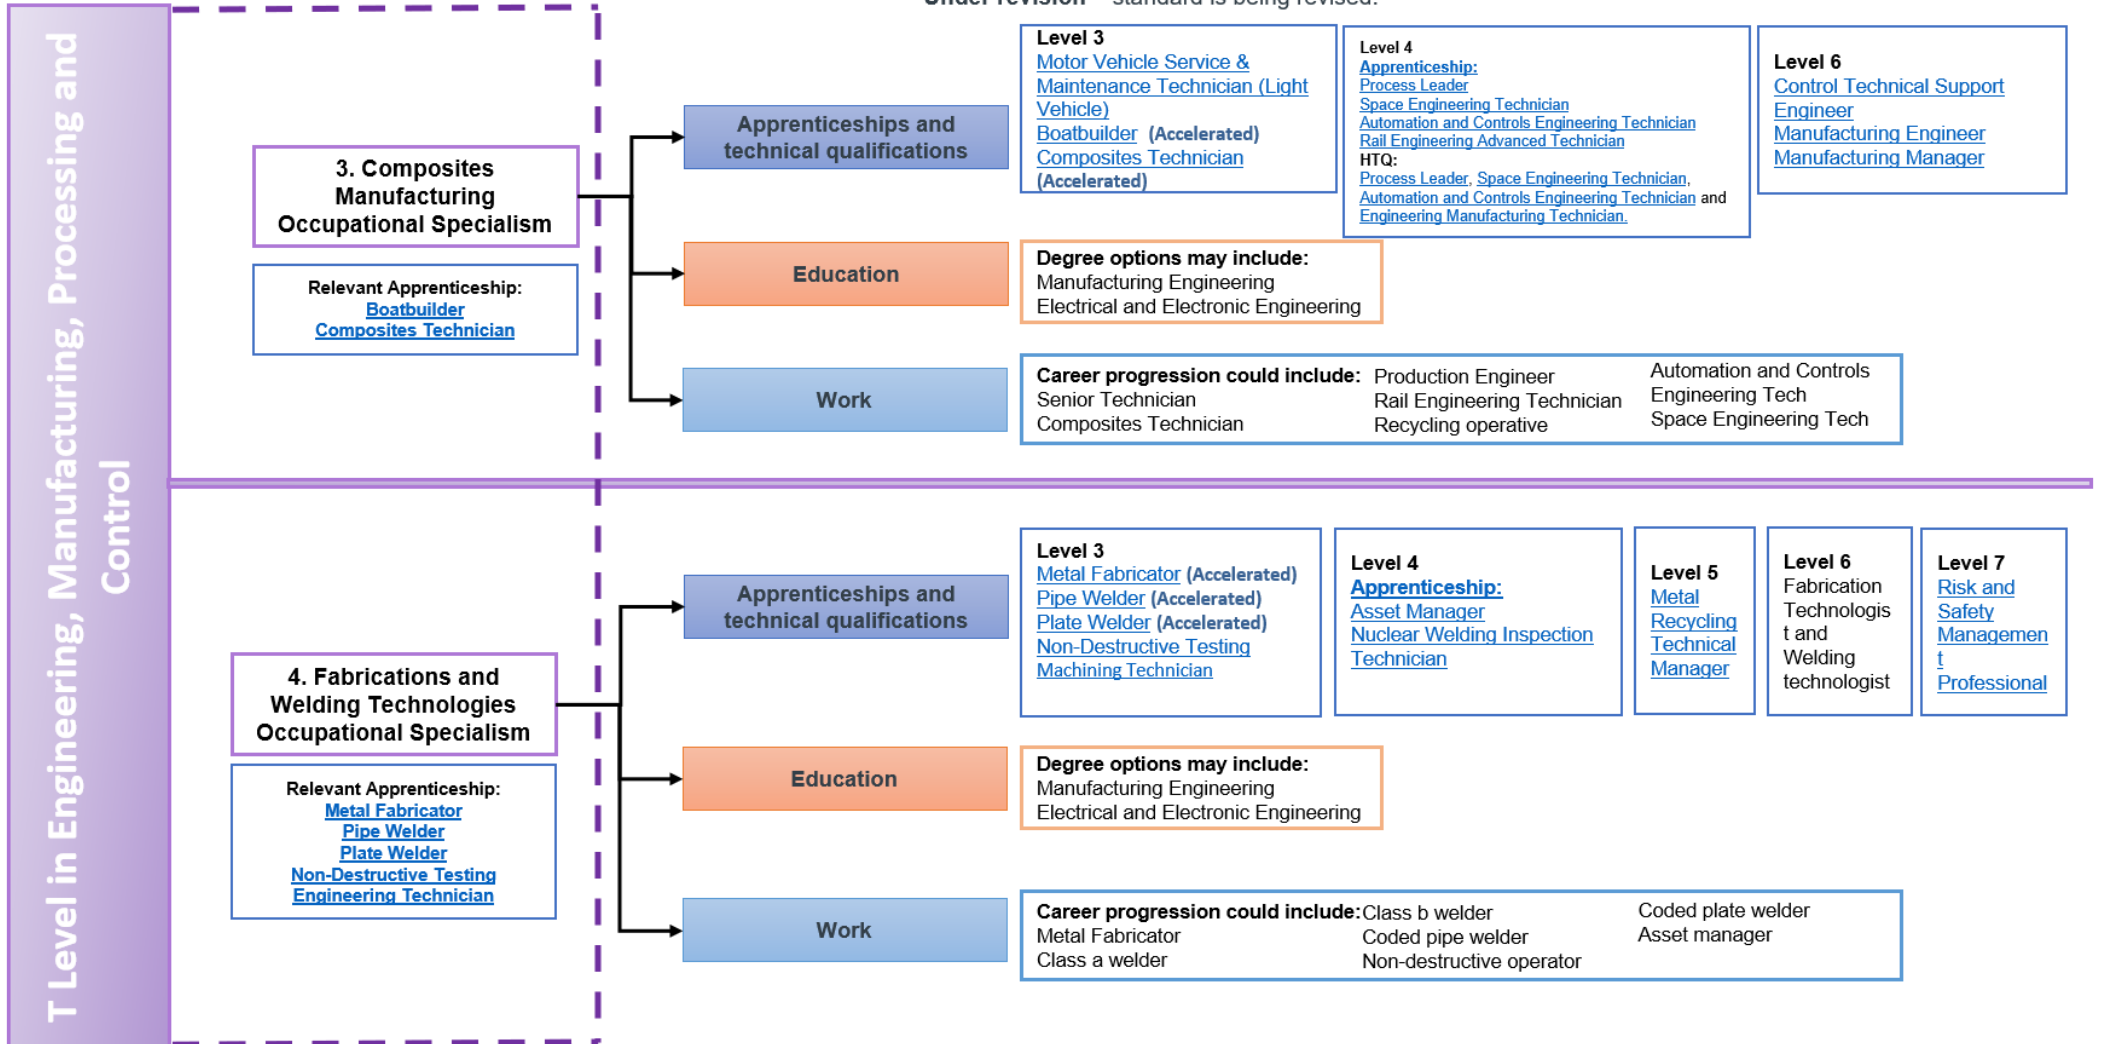 Under revision – standard is being revised.
T Level in Engineering, Manufacturing, Processing and
Control
3. Composites
Manufacturing
Occupational Specialism
Relevant Apprenticeship:
Boatbuilder
Composites Technician
Apprenticeships and
technical qualifications
Level 3
Motor Vehicle Service &
Maintenance Technician (Light
Vehicle)
Boatbuilder (Accelerated)
Composites Technician
(Accelerated)
Level 4
Apprenticeship:
Process Leader
Space Engineering Technician
Automation and Controls Engineering Technician
Rail Engineering Advanced Technician
HTQ:
Process Leader, Space Engineering Technician,
Automation and Controls Engineering Technician and
Engineering Manufacturing Technician.
Level 6
Control Technical Support
Engineer
Manufacturing Engineer
Manufacturing Manager
Education
Degree options may include:
Manufacturing Engineering
Electrical and Electronic Engineering
Work
Career progression could include:
Senior Technician
Composites Technician
Production Engineer
Rail Engineering Technician
Recycling operative
Automation and Controls
Engineering Tech
Space Engineering Tech
4. Fabrications and
Welding Technologies
Occupational Specialism
Relevant Apprenticeship:
Metal Fabricator
Pipe Welder
Plate Welder
Non-Destructive Testing
Engineering Technician
Apprenticeships and
technical qualifications
Level 3
Metal Fabricator (Accelerated)
Pipe Welder (Accelerated)
Plate Welder (Accelerated)
Non-Destructive Testing
Machining Technician
Level 4
Apprenticeship:
Asset Manager
Nuclear Welding Inspection
Technician
Level 5
Metal
Recycling
Technical
Manager
Level 6
Fabrication
Technologis
t and
Welding
technologist
Level 7
Risk and
Safety
Managemen
t
Professional
Education
Degree options may include:
Manufacturing Engineering
Electrical and Electronic Engineering
Work
Career progression could include:
Metal Fabricator
Class a welder
Class b welder
Coded pipe welder
Non-destructive operator
Coded plate welder
Asset manager